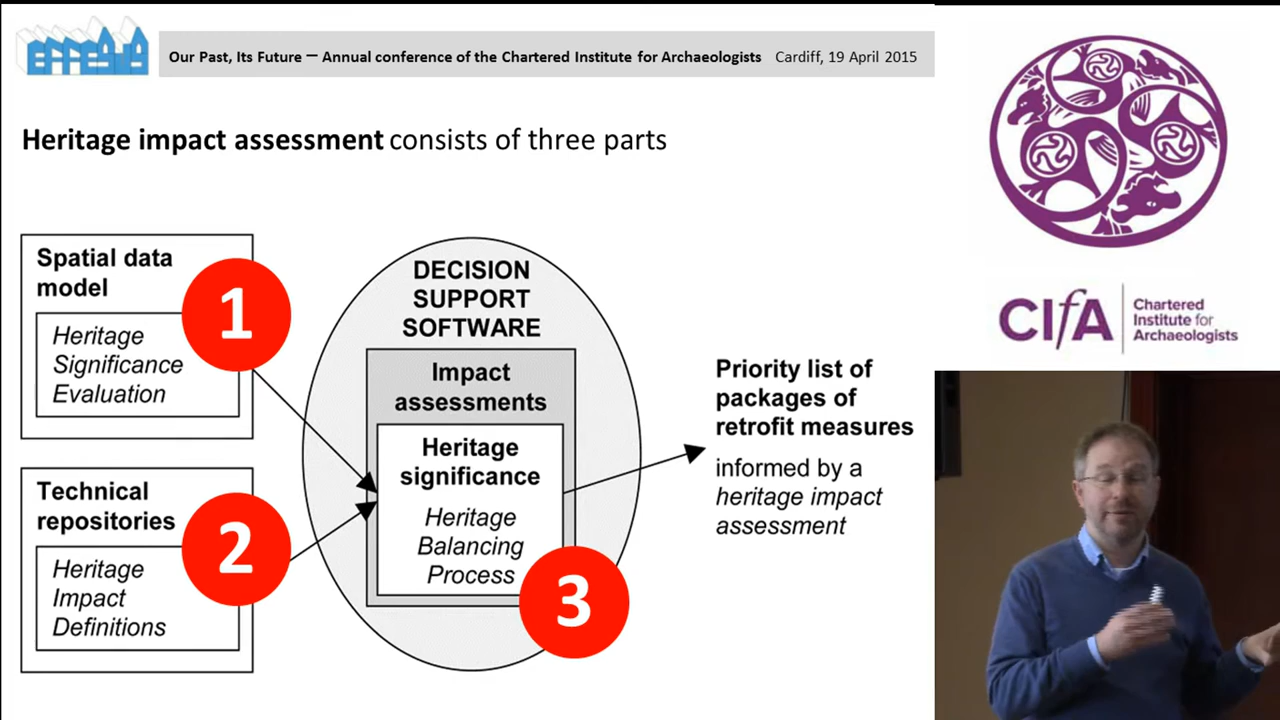 EFFESUS
Our Past, Its Future — Annual conference of the Chartered Institute for Archaeologists Cardiff, 19 April 2015
Heritage impact assessment consists of three parts
Spatial data
model
1
Heritage
Significance
Evaluation
Technical
repositories
2
Heritage
Impact
Definitions
DECISION
SUPPORT
SOFTWARE
Impact
assessments
Heritage
significance
Heritage
Balancing
Process
3
Priority list of
packages of
retrofit measures
informed by a
heritage impact
assessment
CIfA
Chartered
Institute for
Archaeologists